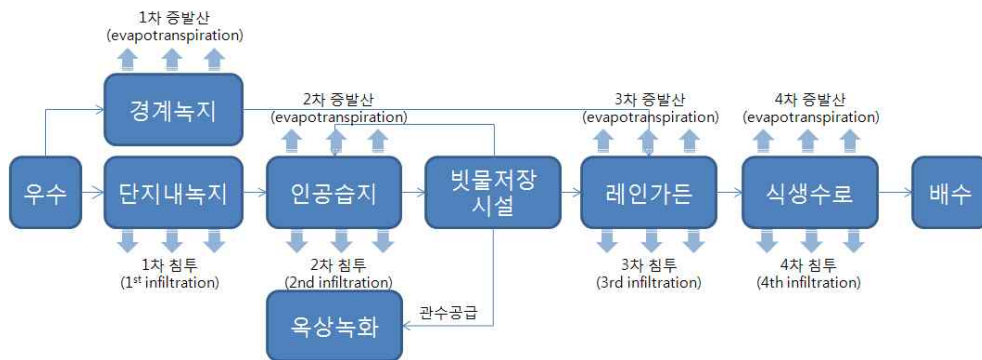 1차 증발산
(evapotranspiration)
경계녹지
2차 증발산
(evapotranspiration)
3차 증발산
(evapotranspiration)
4차 증발산
(evapotranspiration)
우수
단지내녹지
인공습지
빗물저장
시설
레인가든
식생수로
배수
1차 침투
(1st infiltration)
2차 침투
(2nd infiltration)
3차 침투
(3rd infiltration)
4차 침투
(4th infiltration)
옥상녹화
관수공급